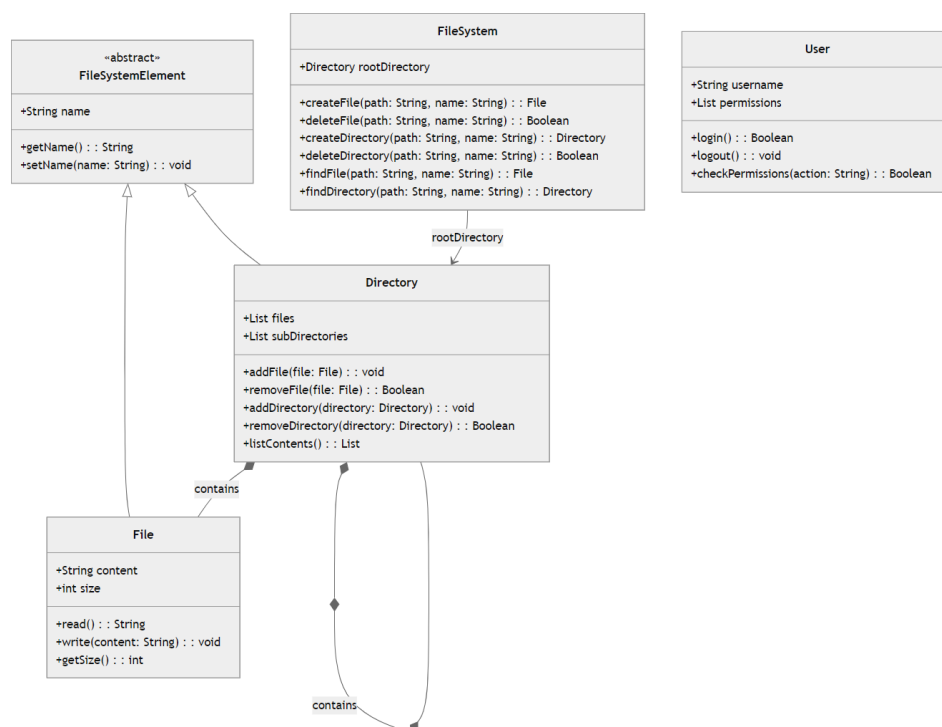 «abstract»
FileSystemElement
+String name
+getName() : : String
+setName(name: String) : : void
FileSystem
+Directory rootDirectory
+createFile(path: String, name: String) : : File
+deleteFile(path: String, name: String) : : Boolean
+createDirectory(path: String, name: String) : : Directory
+deleteDirectory(path: String, name: String) : : Boolean
+findFile(path: String, name: String) : : File
+findDirectory(path: String, name: String) : : Directory
User
+String username
+List permissions
+login() : : Boolean
+logout() : : void
+checkPermissions(action: String) : : Boolean
rootDirectory
Directory
+List files
+List subDirectories
+addFile(file: File) : : void
+removeFile(file: File) : : Boolean
+addDirectory(directory: Directory) : : void
+removeDirectory(directory: Directory) : : Boolean
+listContents() : : List
contains
File
+String content
+int size
+read() : : String
+write(content: String) : : void
+getSize() : : int
contains